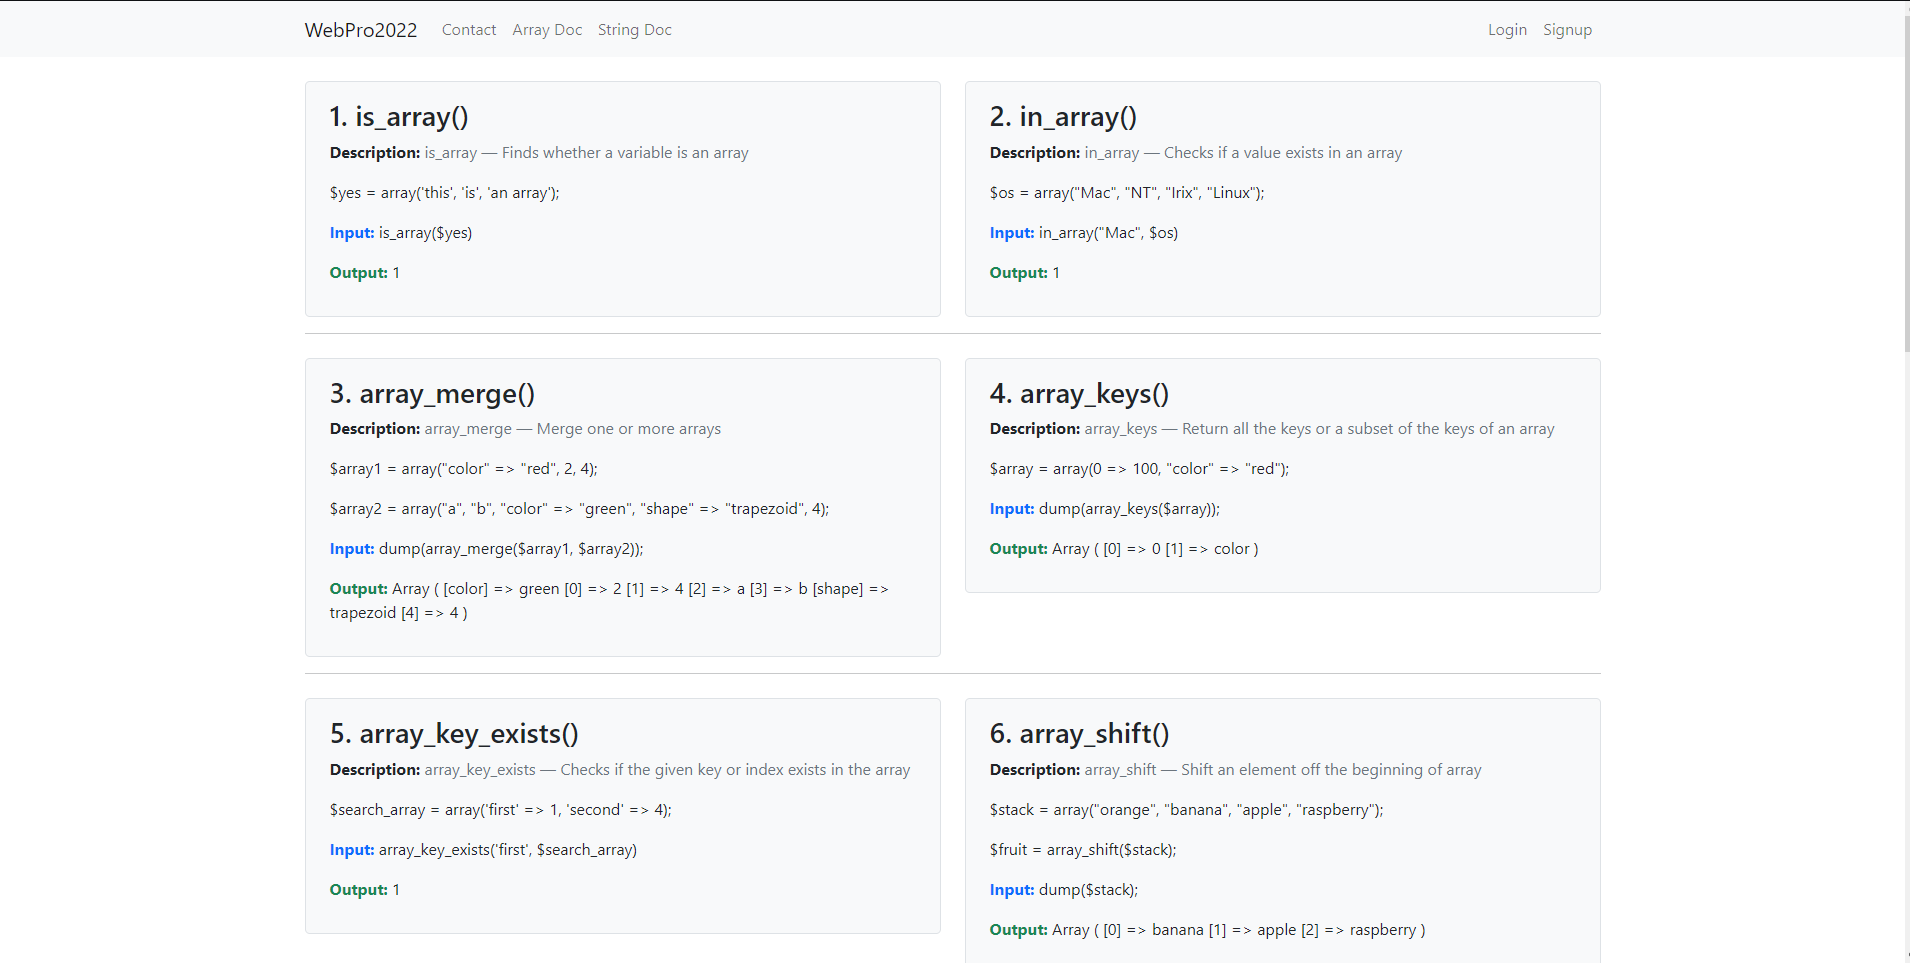 WebPro2022 Contact Array Doc String Doc Login Signup
1. is_array()
Description: is_array — Finds whether a variable is an array
$yes = array('this', 'is', 'an array');
Input: is_array($yes)
Output: 1
2. in_array()
Description: in_array — Checks if a value exists in an array
$os = array("Mac", "NT", "Irix", "Linux");
Input: in_array("Mac", $os)
Output: 1
3. array_merge()
Description: array_merge — Merge one or more arrays
$array1 = array("color" => "red", 2, 4);
$array2 = array("a", "b", "color" => "green", "shape" => "trapezoid", 4);
Input: dump(array_merge($array1, $array2));
Output: Array ( [color] => green [0] => 2 [1] => 4 [2] => a [3] => b [shape] =>
trapezoid [4] => 4 )
4. array_keys()
Description: array_keys — Return all the keys or a subset of the keys of an array
$array = array(0 => 100, "color" => "red");
Input: dump(array_keys($array));
Output: Array ( [0] => 0 [1] => color )
5. array_key_exists()
Description: array_key_exists — Checks if the given key or index exists in the array
$search_array = array('first' => 1, 'second' => 4);
Input: array_key_exists('first', $search_array)
Output: 1
6. array_shift()
Description: array_shift — Shift an element off the beginning of array
$stack = array("orange", "banana", "apple", "raspberry");
$fruit = array_shift($stack);
Input: dump($stack);
Output: Array ( [0] => banana [1] => apple [2] => raspberry )